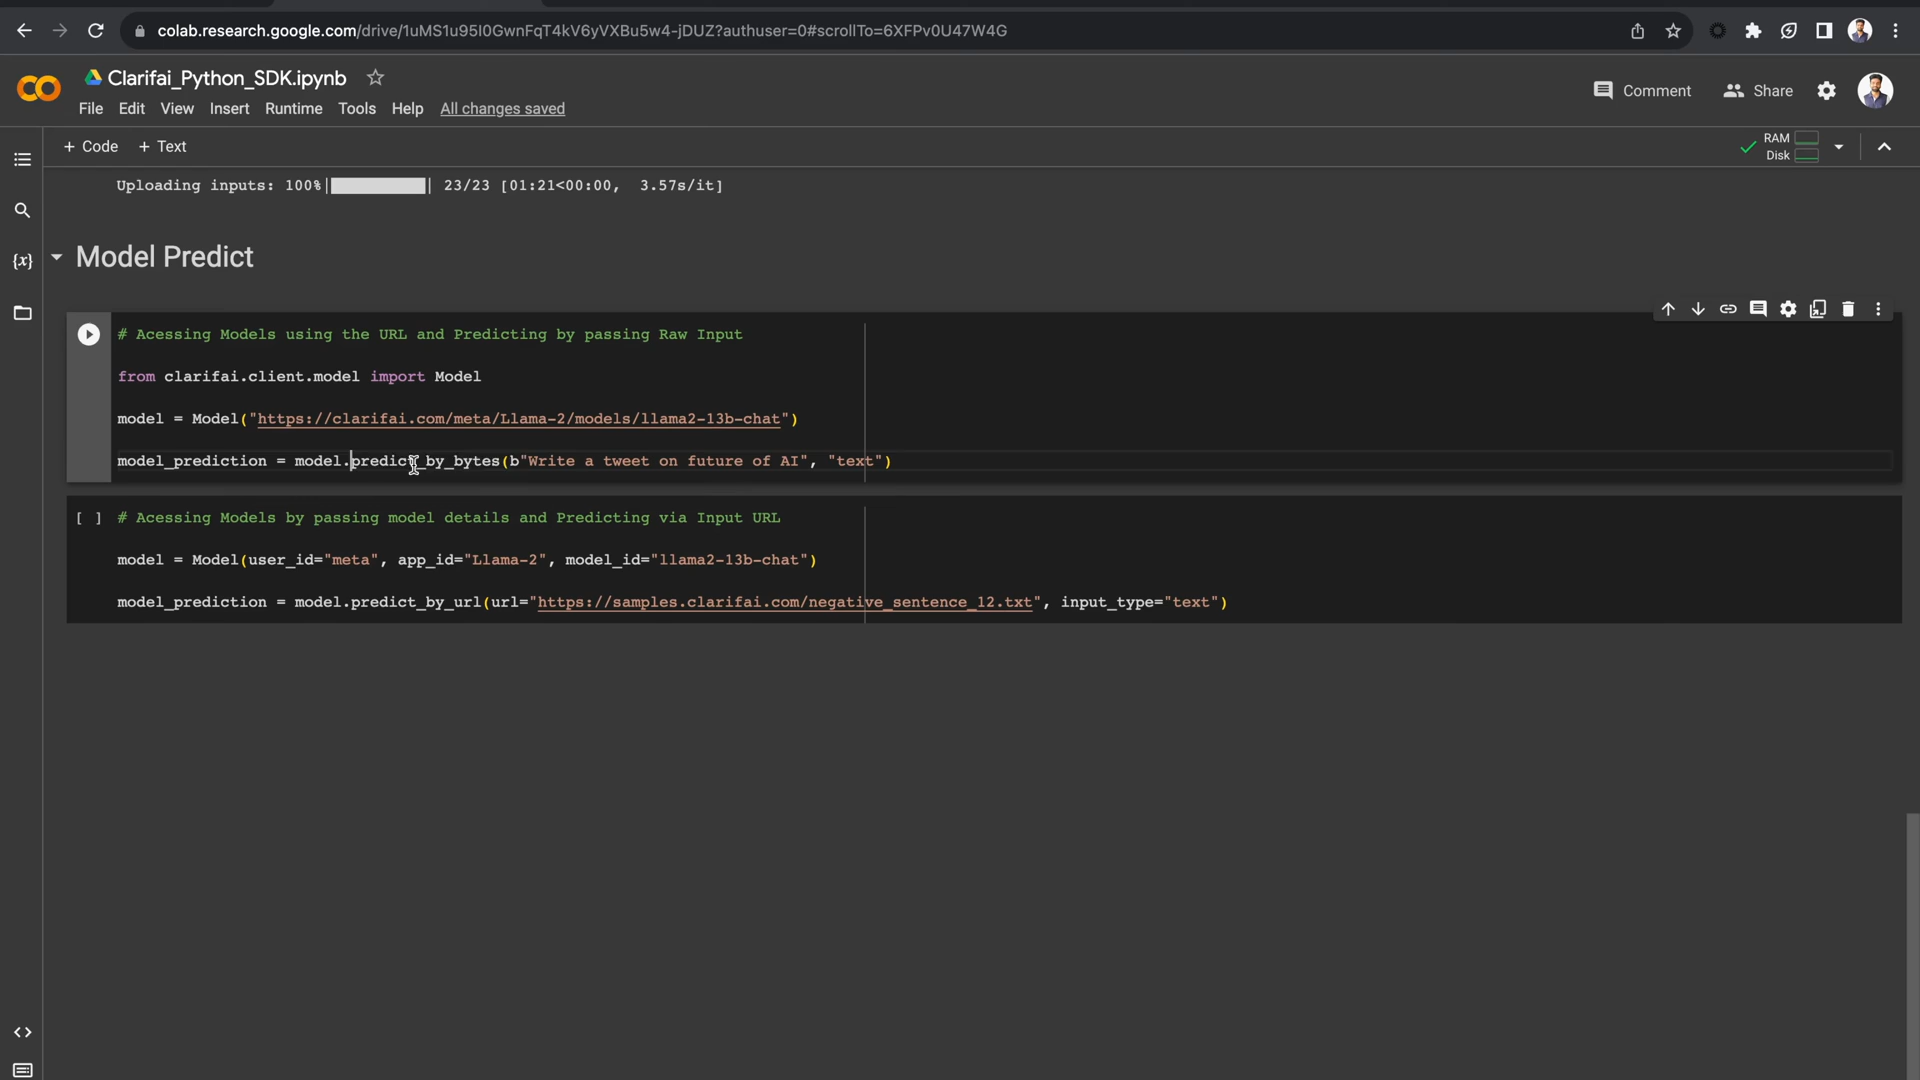 colab.research.google.com/drive/1uMS1u95I0GwnFqT4kV6yVXBu5w4-jDUZ?authuser=0#scrollTo=6XFPv0U47W4G
Clarifai_Python_SDK.ipynb
Comment
Share
File Edit View Insert Runtime Tools Help All changes saved
+ Code + Text
RAM
Disk
Uploading inputs: 100%| | 23/23 [01:21<00:00, 3.57s/it]
{x}
Model Predict
# Acessing Models using the URL and Predicting by passing Raw Input
from clarifai.client.model import Model
model = Model("https://clarifai.com/meta/Llama-2/models/llama2-13b-chat")
model_prediction = model.predict_by_bytes(b"Write a tweet on future of AI", "text")
[ ] # Acessing Models by passing model details and Predicting via Input URL
model = Model(user_id="meta", app_id="Llama-2", model_id="llama2-13b-chat")
model_prediction = model.predict_by_url(url="https://samples.clarifai.com/negative_sentence_12.txt", input_type="text")